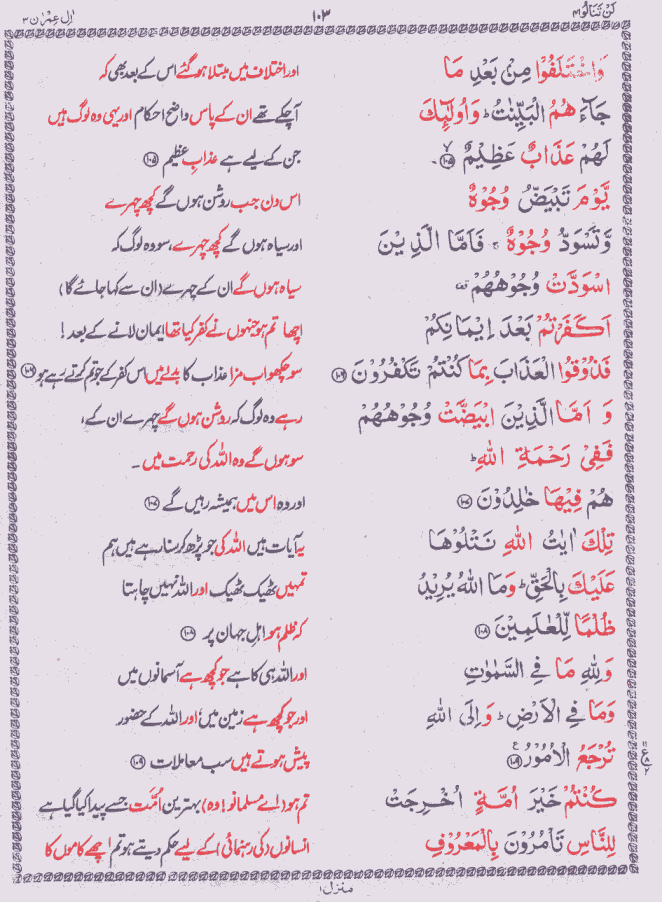 لَنْ تَنَالُوا ۴
۱۰۳
اٰلِ عِمْرٰن ۳
وَاخْتَلَفُوْا مِنْۢ بَعْدِ مَا
اور اختلاف میں مبتلا ہوگئے اس کے بعد بھی کہ
جَآءَ هُمُ الْبَيِّنٰتُ ؕ وَاُولٰٓئِكَ
آچکے تھے ان کے پاس واضح احکام اور یہی وہ لوگ ہیں
لَهُمْ عَذَابٌ عَظِيْمٌ ۙ ﴿۱۰۵﴾
جن کے لیے ہے عذاب عظیم ﴿۱۰۵﴾
يَّوْمَ تَبْيَضُّ وُجُوْهٌ
اس دن جب روشن ہوں گے کچھ چہرے
وَّتَسْوَدُّ وُجُوْهٌ ۚ فَاَمَّا الَّذِيْنَ
اور سیاہ ہوں گے کچھ چہرے، سو وہ لوگ کہ
اسْوَدَّتْ وُجُوْهُهُمْ ۟
سیاہ ہوں گے ان کے چہرے (ان سے کہا جائے گا)
اَكَفَرْتُمْ بَعْدَ اِيْمَانِكُمْ
اچھا تم ہو جنہوں نے کفر کیا تھا ایمان لانے کے بعد!
فَذُوْقُوا الْعَذَابَ بِمَا كُنْتُمْ تَكْفُرُوْنَ ﴿۱۰۶﴾
سو چکھو اب مزا عذاب کا بدلے میں اس کفر کے جو تم کرتے رہے ہو ﴿۱۰۶﴾
وَ اَمَّا الَّذِيْنَ ابْيَضَّتْ وُجُوْهُهُمْ
رہے وہ لوگ کہ روشن ہوں گے چہرے ان کے،
فَفِيْ رَحْمَةِ اللّٰهِ ؕ
سو ہوں گے وہ اللہ کی رحمت میں۔
هُمْ فِيْهَا خٰلِدُوْنَ ﴿۱۰۷﴾
اور وہ اس میں ہمیشہ رہیں گے ﴿۱۰۷﴾
تِلْكَ اٰيٰتُ اللّٰهِ نَتْلُوْهَا
یہ آیات ہیں اللہ کی جو پڑھ کر سنا رہے ہیں ہم
عَلَيْكَ بِالْحَقِّ ؕ وَمَا اللّٰهُ يُرِيْدُ
تمہیں ٹھیک ٹھیک اور اللہ نہیں چاہتا
ظُلْمًا لِّلْعٰلَمِيْنَ ﴿۱۰۸﴾
کہ ظلم ہو اہل جہان پر ﴿۱۰۸﴾
وَلِلّٰهِ مَا فِي السَّمٰوٰتِ
اور اللہ ہی کا ہے جو کچھ ہے آسمانوں میں
وَمَا فِي الْاَرْضِ ؕ وَاِلَى اللّٰهِ
اور جو کچھ ہے زمین میں، اور اللہ کے حضور
تُرْجَعُ الْاُمُوْرُ ﴿۱۰۹﴾
پیش ہوتے ہیں سب معاملات ﴿۱۰۹﴾
كُنْتُمْ خَيْرَ اُمَّةٍ اُخْرِجَتْ
تم ہو (اے مسلمانو! وہ) بہترین امت جسے پیدا کیا گیا ہے
لِلنَّاسِ تَاْمُرُوْنَ بِالْمَعْرُوْفِ
انسانوں (کی رہنمائی) کے لیے حکم دیتے ہو تم اچھے کاموں کا
منزل ۱